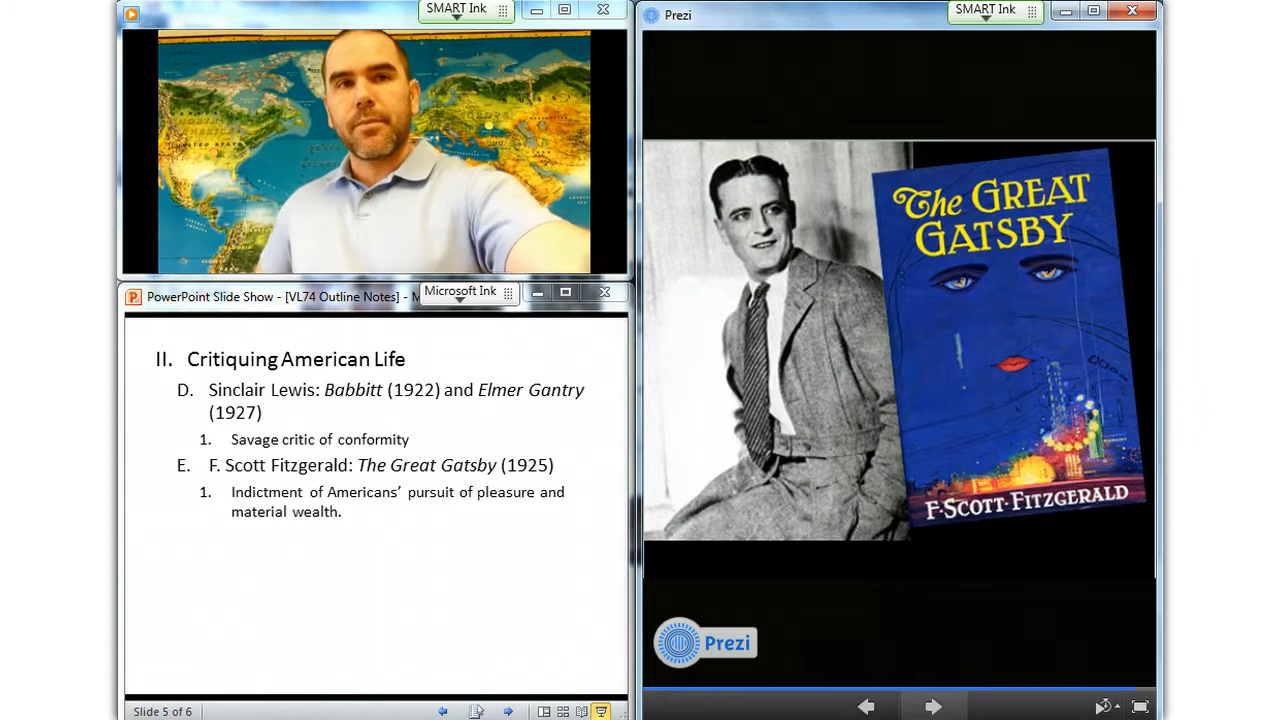 SMART Ink
Prezi
SMART Ink
PowerPoint Slide Show - [VL74 Outline Notes] - M
Microsoft Ink
II. Critiquing American Life
D. Sinclair Lewis: Babbitt (1922) and Elmer Gantry
(1927)
1. Savage critic of conformity
E. F. Scott Fitzgerald: The Great Gatsby (1925)
1. Indictment of Americans’ pursuit of pleasure and
material wealth.
Slide 5 of 6
The GREAT
GATSBY
F·SCOTT·FITZGERALD
Prezi